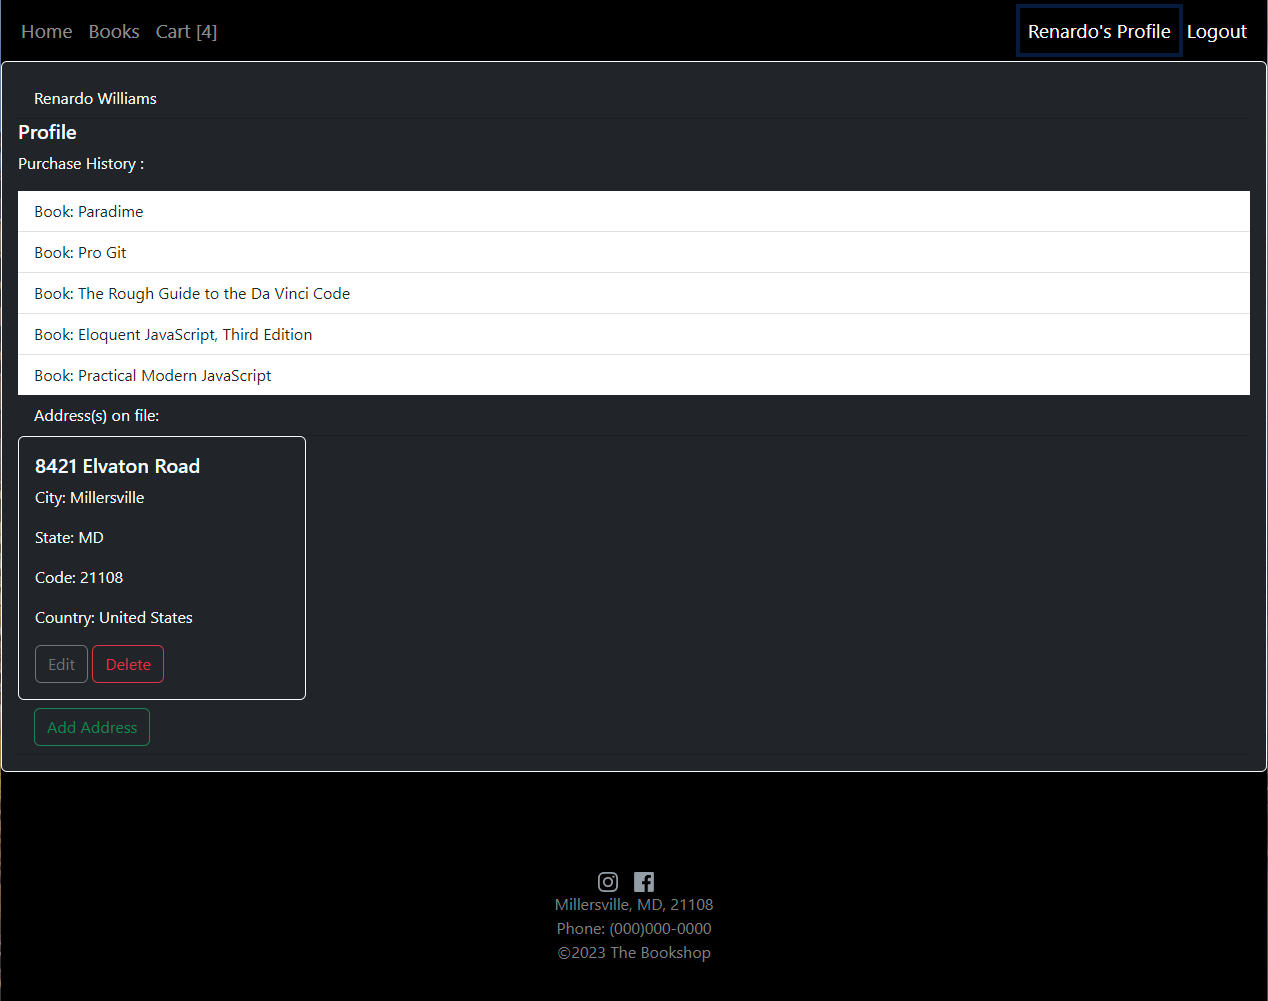 Home Books Cart [4] Renardo's Profile Logout
Renardo Williams
Profile
Purchase History :
Book: Paradime
Book: Pro Git
Book: The Rough Guide to the Da Vinci Code
Book: Eloquent JavaScript, Third Edition
Book: Practical Modern JavaScript
Address(s) on file:
8421 Elvaton Road
City: Millersville
State: MD
Code: 21108
Country: United States
Edit Delete
Add Address
Millersville, MD, 21108
Phone: (000)000-0000
©2023 The Bookshop